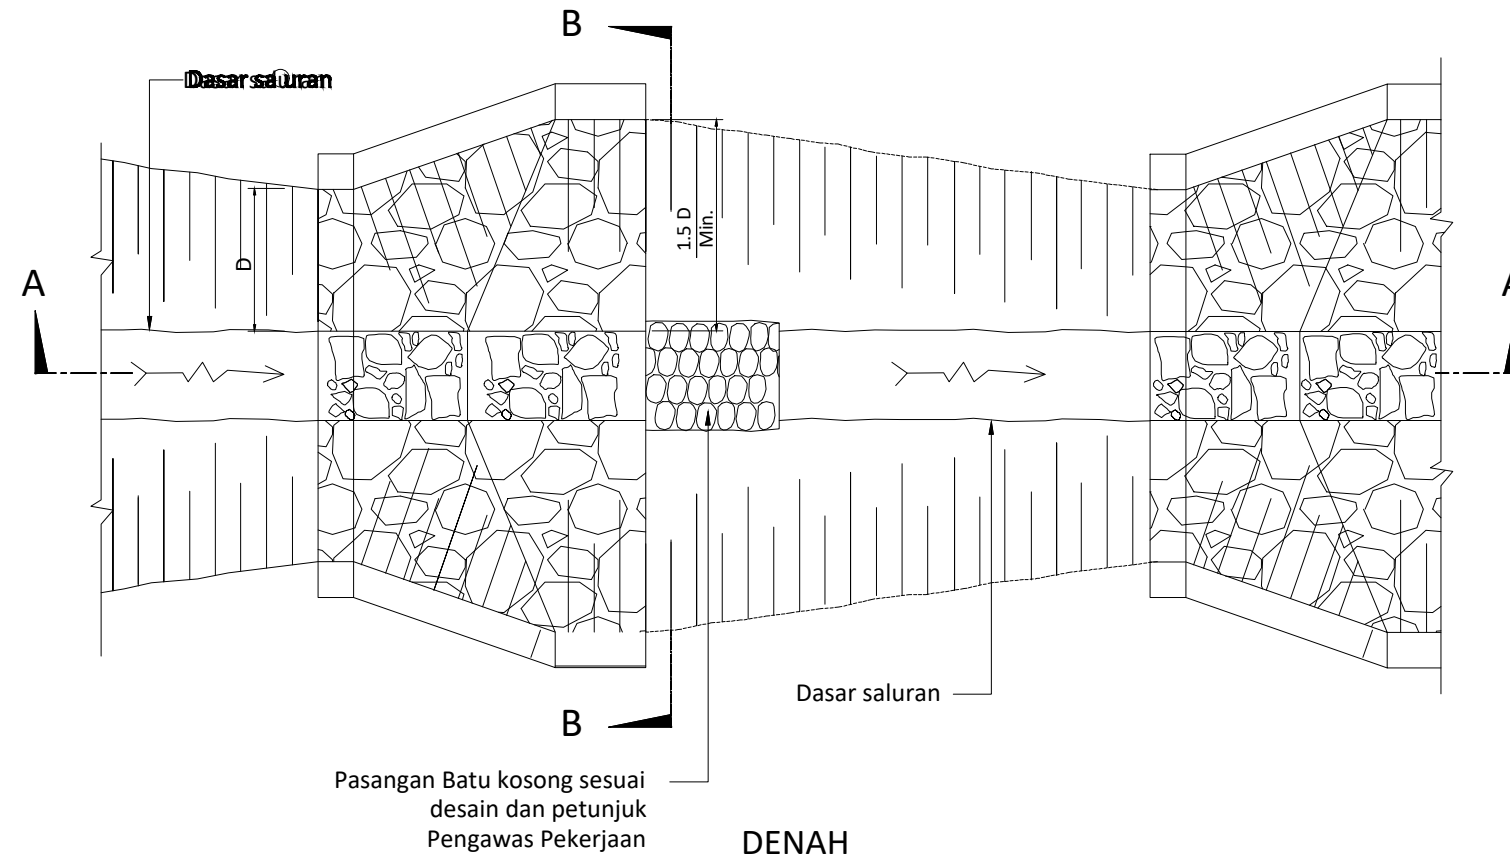 B
Dasar saluran
1.5 D
Min.
D
A
A
Dasar saluran
B
Pasangan Batu kosong sesuai
desain dan petunjuk
Pengawas Pekerjaan
DENAH